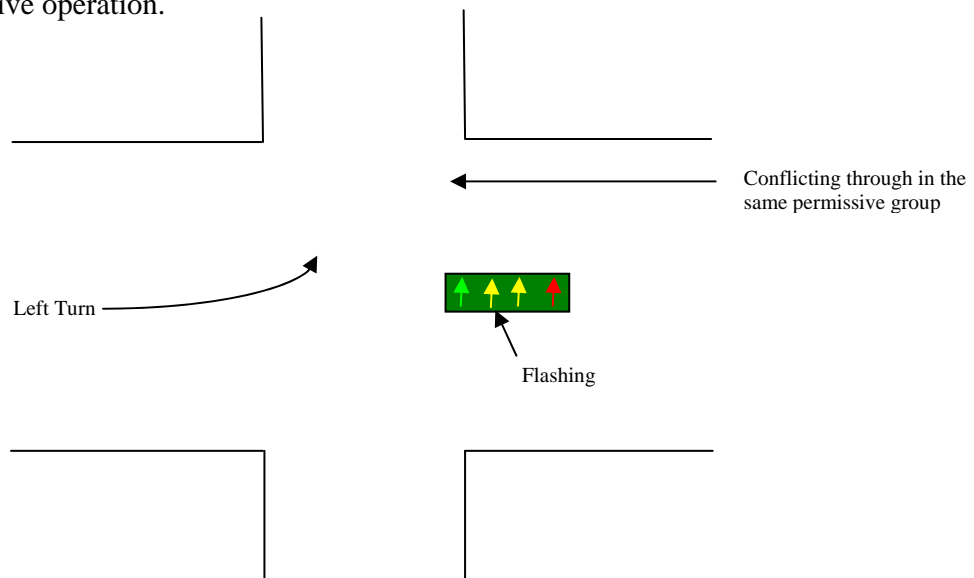 ive operation.
Conflicting through in the
same permissive group
Left Turn
Flashing